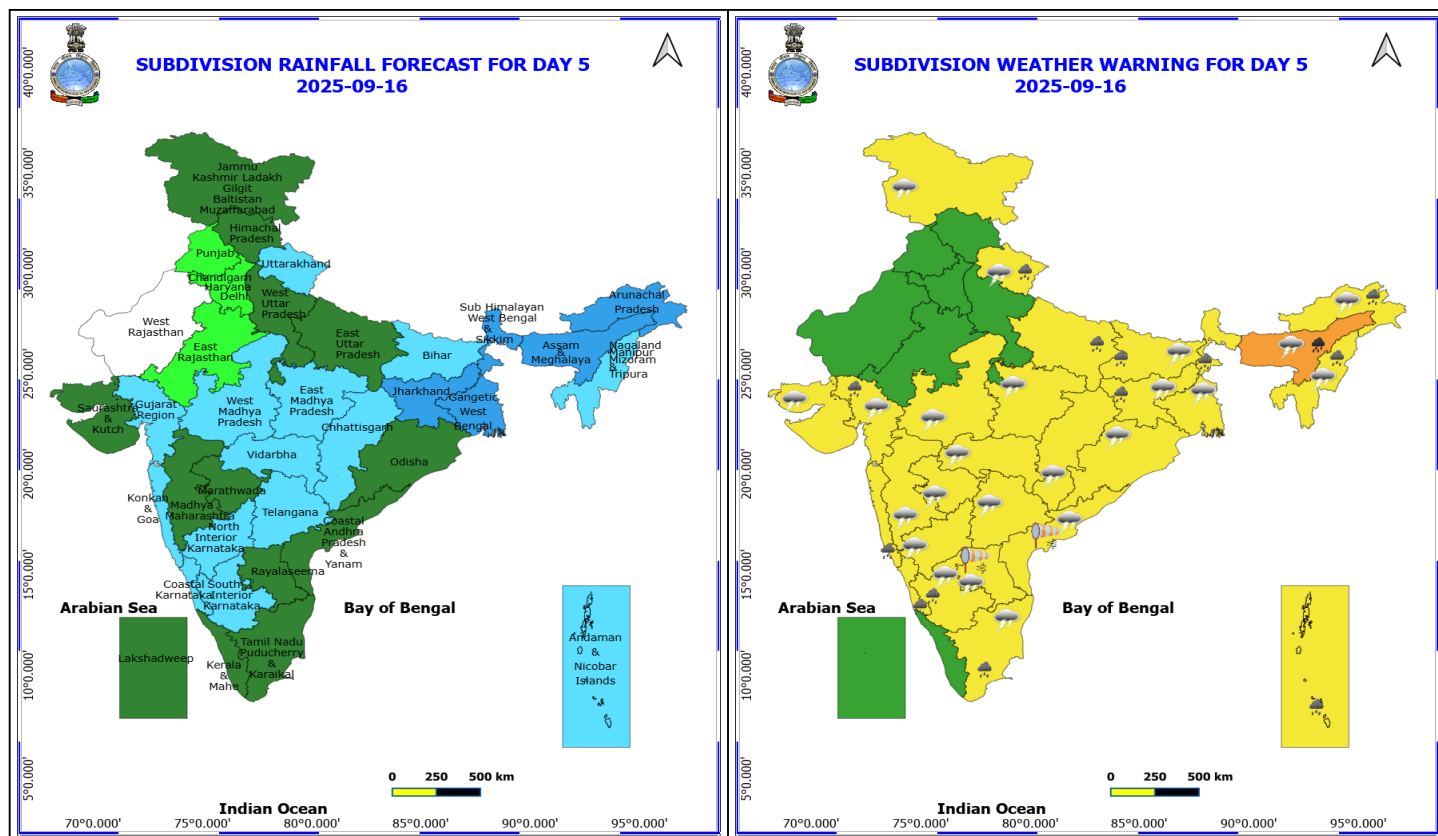 SUBDIVISION RAINFALL FORECAST FOR DAY 5
2025-09-16
40°0.000'
35°0.000'
30°0.000'
25°0.000'
20°0.000'
15°0.000'
10°0.000'
5°0.000'
Jammu
Kashmir Ladakh
Gilgit
Baltistan
Muzaffarabad
Himachal
Pradesh
Punjab
Uttarakhand
Chandigarh
Haryana
Delhi
West
Uttar
Pradesh
West
Rajasthan
East
Rajasthan
East
Uttar
Pradesh
Bihar
Sub Himalayan
West Bengal
&
Sikkim
Arunachal
Pradesh
Assam
&
Meghalaya
Nagaland
Manipur
Mizoram
&
Tripura
Jharkhand
Gangetic
West
Bengal
Saurashtra
&
Kutch
Gujarat
Region
West
Madhya
Pradesh
East
Madhya
Pradesh
Chhattisgarh
Vidarbha
Odisha
Konkan
&
Goa
Madhya
Maharashtra
Marathwada
Telangana
North
Interior
Karnataka
Coastal
Andhra
Pradesh
&
Yanam
Rayalaseema
Coastal
Karnataka
South
Interior
Karnataka
Arabian Sea
Bay of Bengal
Lakshadweep
Kerala
&
Mahe
Tamil Nadu
Puducherry
&
Karaikal
Andaman
&
Nicobar
Islands
0 250 500 km
Indian Ocean
70°0.000' 75°0.000' 80°0.000' 85°0.000' 90°0.000' 95°0.000'
SUBDIVISION WEATHER WARNING FOR DAY 5
2025-09-16
40°0.000'
35°0.000'
30°0.000'
25°0.000'
20°0.000'
15°0.000'
10°0.000'
5°0.000'
Arabian Sea
Bay of Bengal
0 250 500 km
Indian Ocean
70°0.000' 75°0.000' 80°0.000' 85°0.000' 90°0.000' 95°0.000'